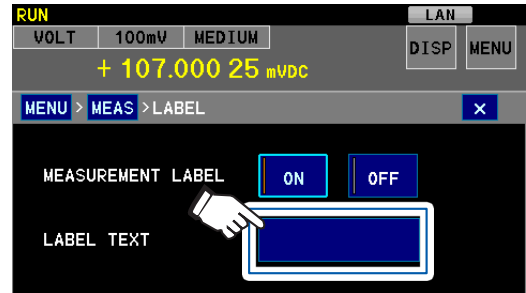 RUN LAN
VOLT 100mV MEDIUM DISP MENU
+ 107.000 25 mVDC
MENU > MEAS >LABEL ×
MEASUREMENT LABEL ON OFF
LABEL TEXT